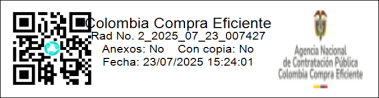 Colombia Compra Eficiente
Rad No. 2_2025_07_23_007427
Anexos: No Con copia: No
Fecha: 23/07/2025 15:24:01
Agencia Nacional
de Contratación Pública
Colombia Compra Eficiente